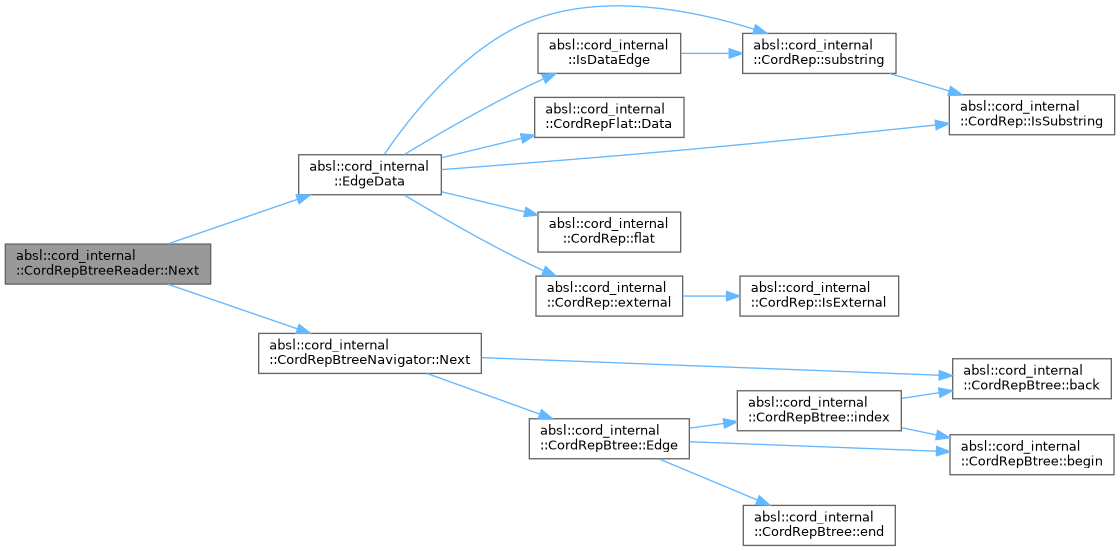 absl::cord_internal
::IsDataEdge
absl::cord_internal
::CordRep::substring
absl::cord_internal
::CordRepFlat::Data
absl::cord_internal
::CordRep::IsSubstring
absl::cord_internal
::EdgeData
absl::cord_internal
::CordRep::flat
absl::cord_internal
::CordRepBtreeReader::Next
absl::cord_internal
::CordRep::external
absl::cord_internal
::CordRep::IsExternal
absl::cord_internal
::CordRepBtreeNavigator::Next
absl::cord_internal
::CordRepBtree::back
absl::cord_internal
::CordRepBtree::index
absl::cord_internal
::CordRepBtree::Edge
absl::cord_internal
::CordRepBtree::begin
absl::cord_internal
::CordRepBtree::end